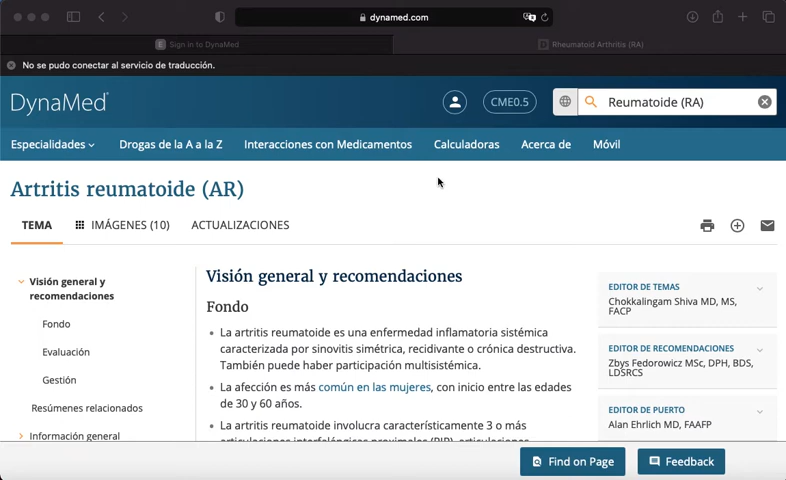 dynamed.com
Sign In to DynaMed
Rheumatoid Arthritis (RA)
No se pudo conectar al servicio de traducción.
DynaMed
CME0.5
Reumatoide (RA)
Especialidades
Drogas de la A a la Z
Interacciones con Medicamentos
Calculadoras
Acerca de
Móvil
Artritis reumatoide (AR)
TEMA
IMÁGENES (10)
ACTUALIZACIONES
Visión general y
recomendaciones
Fondo
Evaluación
Gestión
Resúmenes relacionados
Información general
Visión general y recomendaciones
Fondo
La artritis reumatoide es una enfermedad inflamatoria sistémica
caracterizada por sinovitis simétrica, recidivante o crónica destructiva.
También puede haber participación multisistémica.
La afección es más común en las mujeres, con inicio entre las edades
de 30 y 60 años.
La artritis reumatoide involucra característicamente 3 o más
articulaciones interfalángicas proximales (PIP), articulaciones
EDITOR DE TEMAS
Chokkalingam Shiva MD, MS,
FACP
EDITOR DE RECOMENDACIONES
Zbys Fedorowicz MSc, DPH, BDS,
LDSRCS
EDITOR DE PUERTO
Alan Ehrlich MD, FAAFP
Find on Page
Feedback